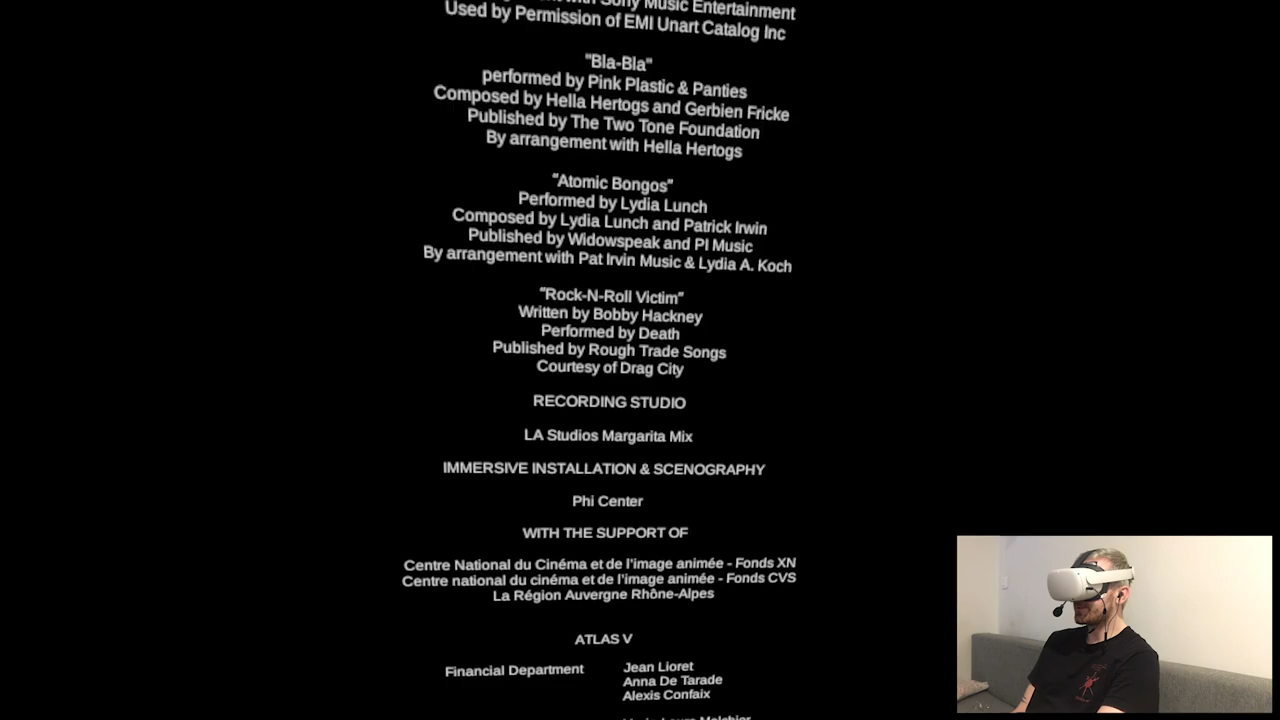 with Sony Music Entertainment
Used by Permission of EMI Unart Catalog Inc
"Bla-Bla"
performed by Pink Plastic & Panties
Composed by Hella Hertogs and Gerbien Fricke
Published by The Two Tone Foundation
By arrangement with Hella Hertogs
"Atomic Bongos"
Performed by Lydia Lunch
Composed by Lydia Lunch and Patrick Irwin
Published by Widowspeak and PI Music
By arrangement with Pat Irvin Music & Lydia A. Koch
"Rock-N-Roll Victim"
Written by Bobby Hackney
Performed by Death
Published by Rough Trade Songs
Courtesy of Drag City
RECORDING STUDIO
LA Studios Margarita Mix
IMMERSIVE INSTALLATION & SCENOGRAPHY
Phi Center
WITH THE SUPPORT OF
Centre National du Cinéma et de l'image animée - Fonds XN
Centre national du cinéma et de l'image animée - Fonds CVS
La Région Auvergne Rhône-Alpes
ATLAS V
Financial Department Jean Lioret
Anna De Tarade
Alexis Confaix